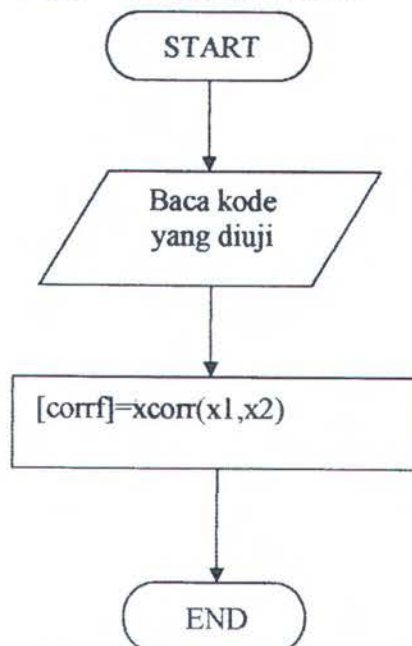 START
Baca kode
yang diuji
[corrf]=xcorr(x1,x2)
END